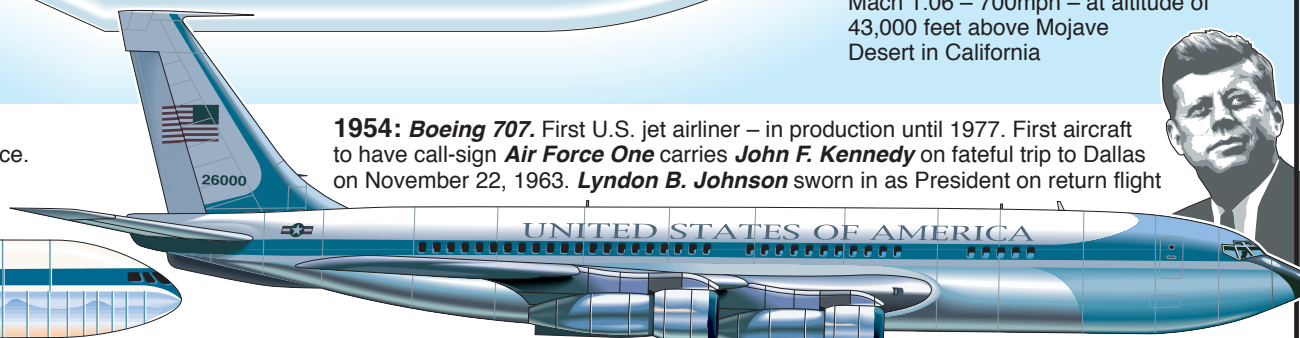 Mach 1.06 – 700mph – at altitude of
43,000 feet above Mojave
Desert in California
1954: Boeing 707. First U.S. jet airliner – in production until 1977. First aircraft
to have call-sign Air Force One carries John F. Kennedy on fateful trip to Dallas
on November 22, 1963. Lyndon B. Johnson sworn in as President on return flight
ce.
26000
UNITED STATES OF AMERICA